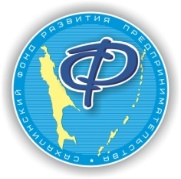 САХАЛИНСКИЙ ФОНД РАЗВИТИЯ ПРЕДПРИНИМАТЕЛЬСТВА
Ф